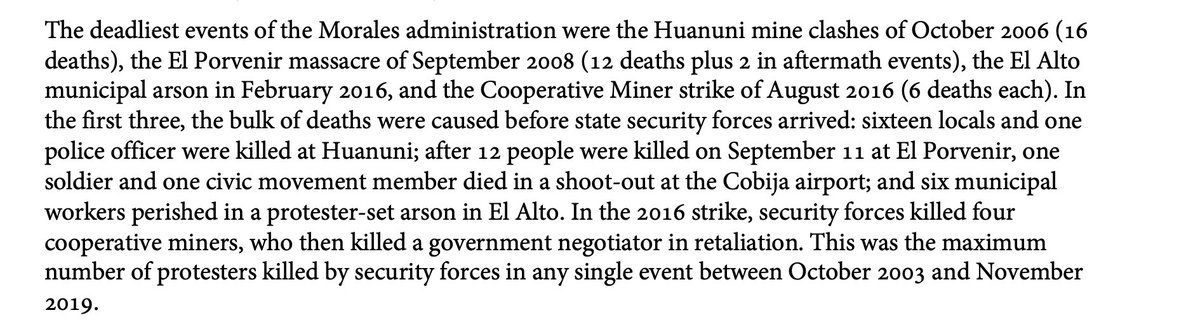 The deadliest events of the Morales administration were the Huanuni mine clashes of October 2006 (16
deaths), the El Porvenir massacre of September 2008 (12 deaths plus 2 in aftermath events), the El Alto
municipal arson in February 2016, and the Cooperative Miner strike of August 2016 (6 deaths each). In
the first three, the bulk of deaths were caused before state security forces arrived: sixteen locals and one
police officer were killed at Huanuni; after 12 people were killed on September 11 at El Porvenir, one
soldier and one civic movement member died in a shoot-out at the Cobija airport; and six municipal
workers perished in a protester-set arson in El Alto. In the 2016 strike, security forces killed four
cooperative miners, who then killed a government negotiator in retaliation. This was the maximum
number of protesters killed by security forces in any single event between October 2003 and November
2019.